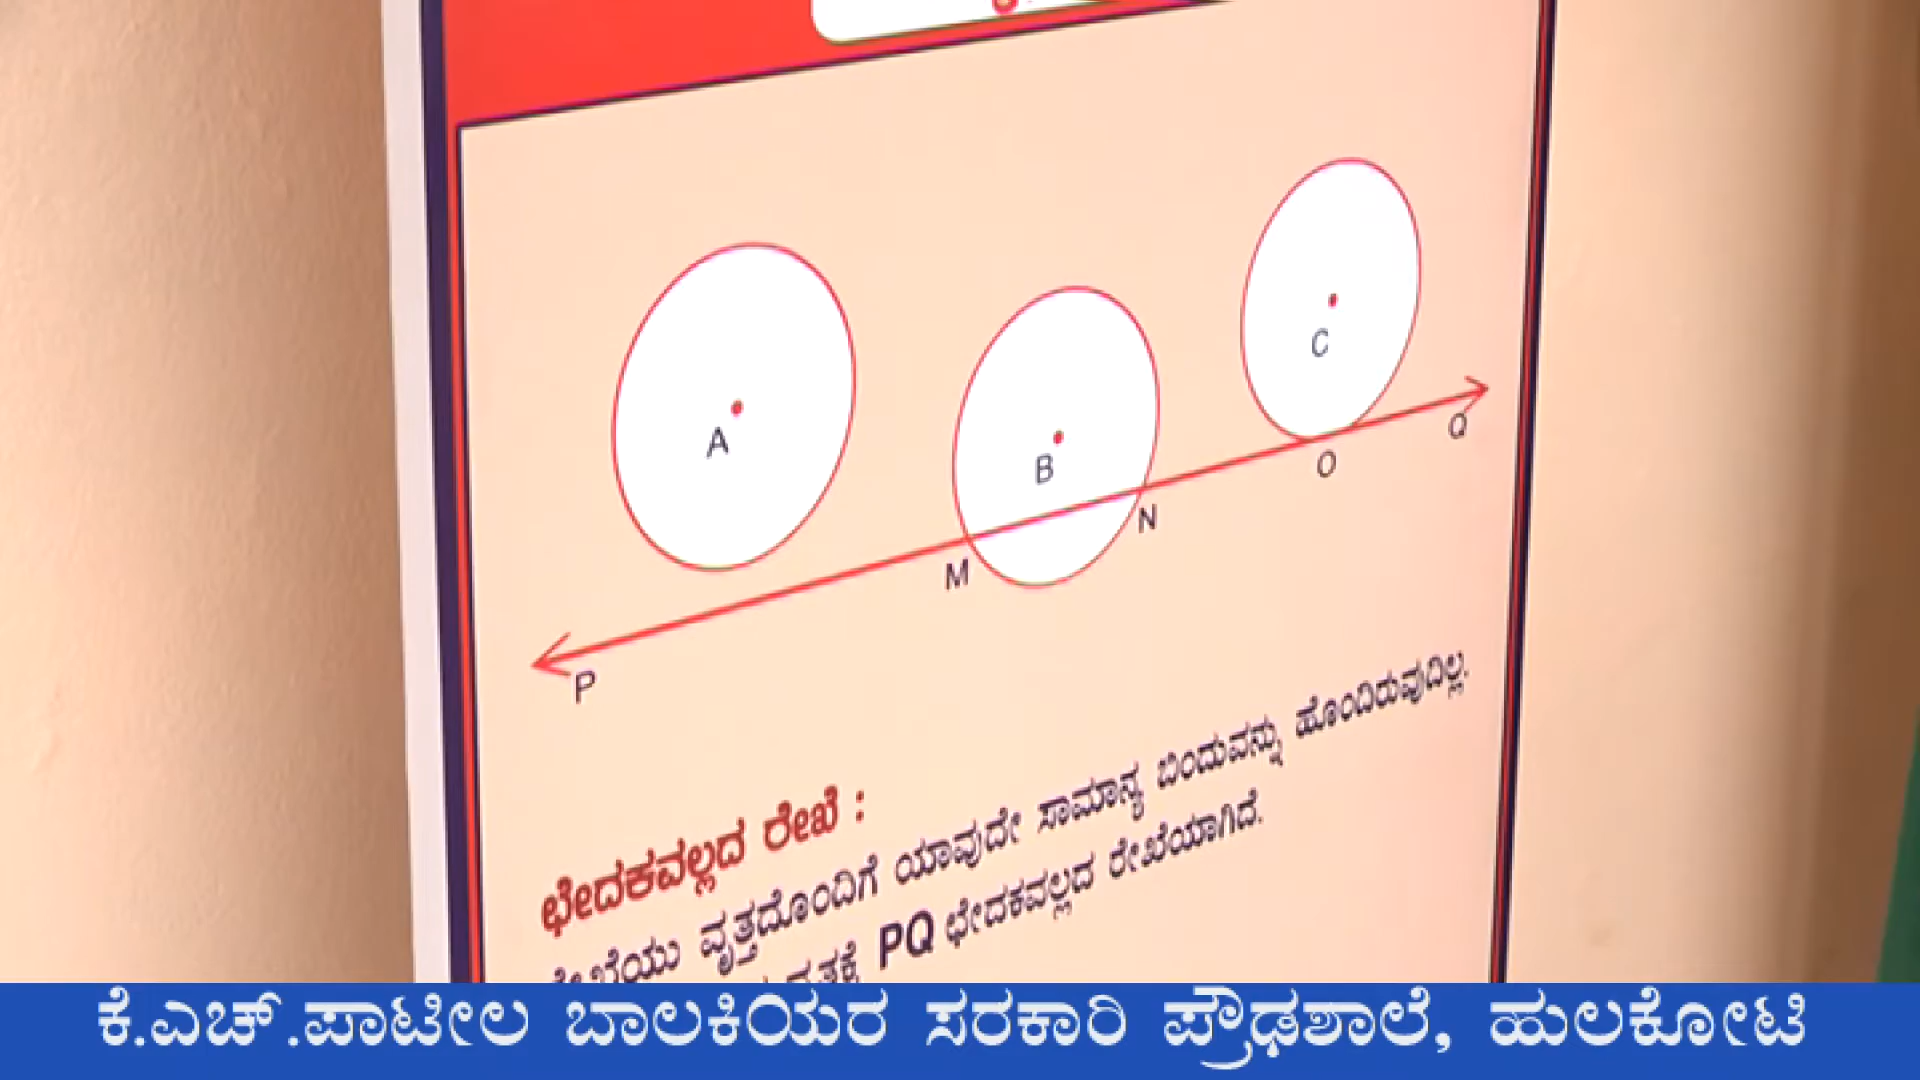 A
B
C
P
M
N
O
Q
ಛೇದಕವಲ್ಲದ ರೇಖೆ :
ರೇಖೆಯು ವೃತ್ತದೊಂದಿಗೆ ಯಾವುದೇ ಸಾಮಾನ್ಯ ಬಿಂದುವನ್ನು ಹೊಂದಿರುವುದಿಲ್ಲ.
PQ ಛೇದಕವಲ್ಲದ ರೇಖೆಯಾಗಿದೆ.
ಕೆ.ಎಚ್.ಪಾಟೀಲ ಬಾಲಕಿಯರ ಸರಕಾರಿ ಪ್ರೌಢಶಾಲೆ, ಹುಲಕೋಟಿ